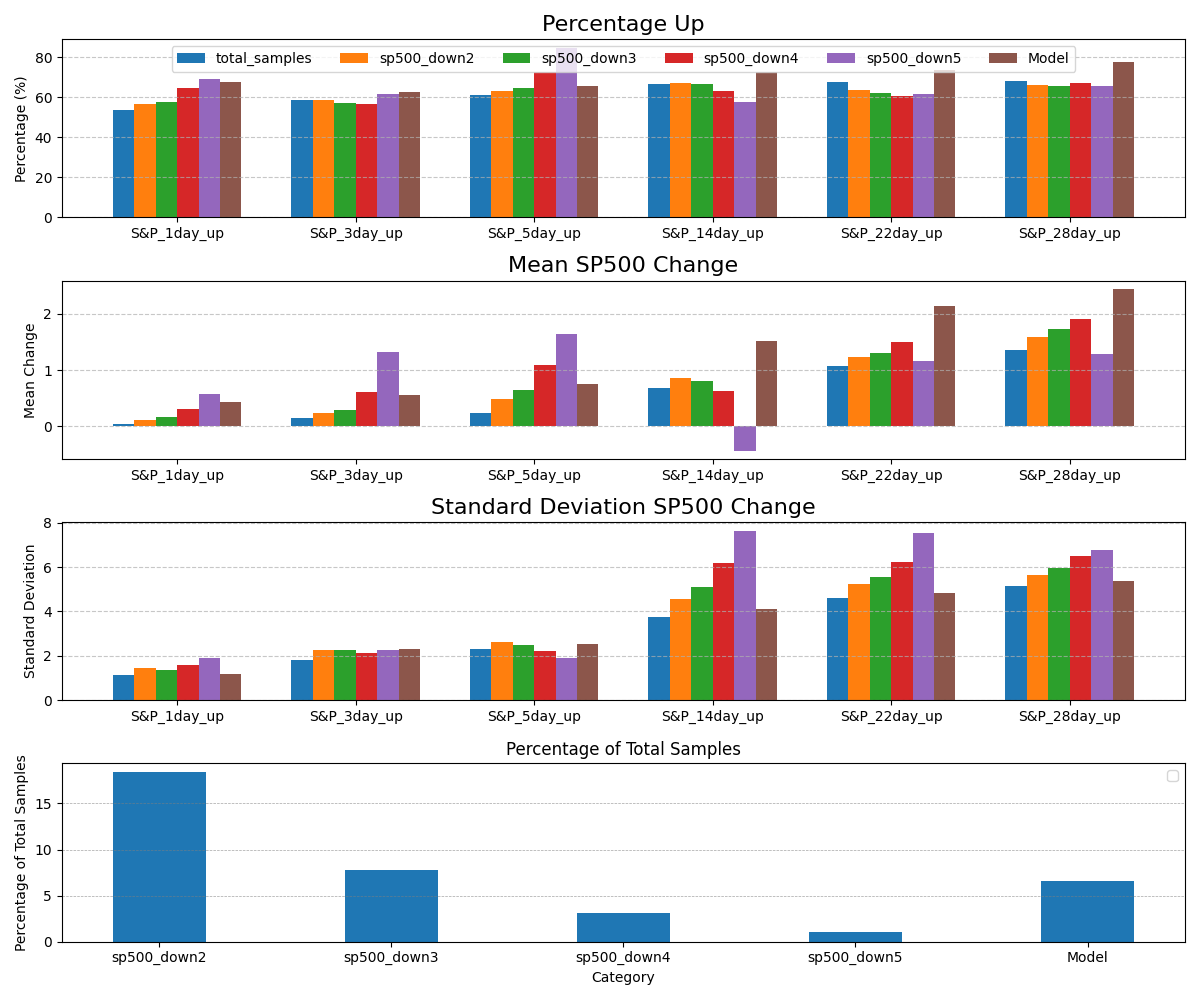 Percentage Up
total_samples sp500_down2 sp500_down3 sp500_down4 sp500_down5 Model
Percentage (%)
80
60
40
20
0
S&P_1day_up S&P_3day_up S&P_5day_up S&P_14day_up S&P_22day_up S&P_28day_up
Mean SP500 Change
Mean Change
2
1
0
S&P_1day_up S&P_3day_up S&P_5day_up S&P_14day_up S&P_22day_up S&P_28day_up
Standard Deviation SP500 Change
Standard Deviation
8
6
4
2
0
S&P_1day_up S&P_3day_up S&P_5day_up S&P_14day_up S&P_22day_up S&P_28day_up
Percentage of Total Samples
Percentage of Total Samples
15
10
5
0
sp500_down2 sp500_down3 sp500_down4 sp500_down5 Model
Category